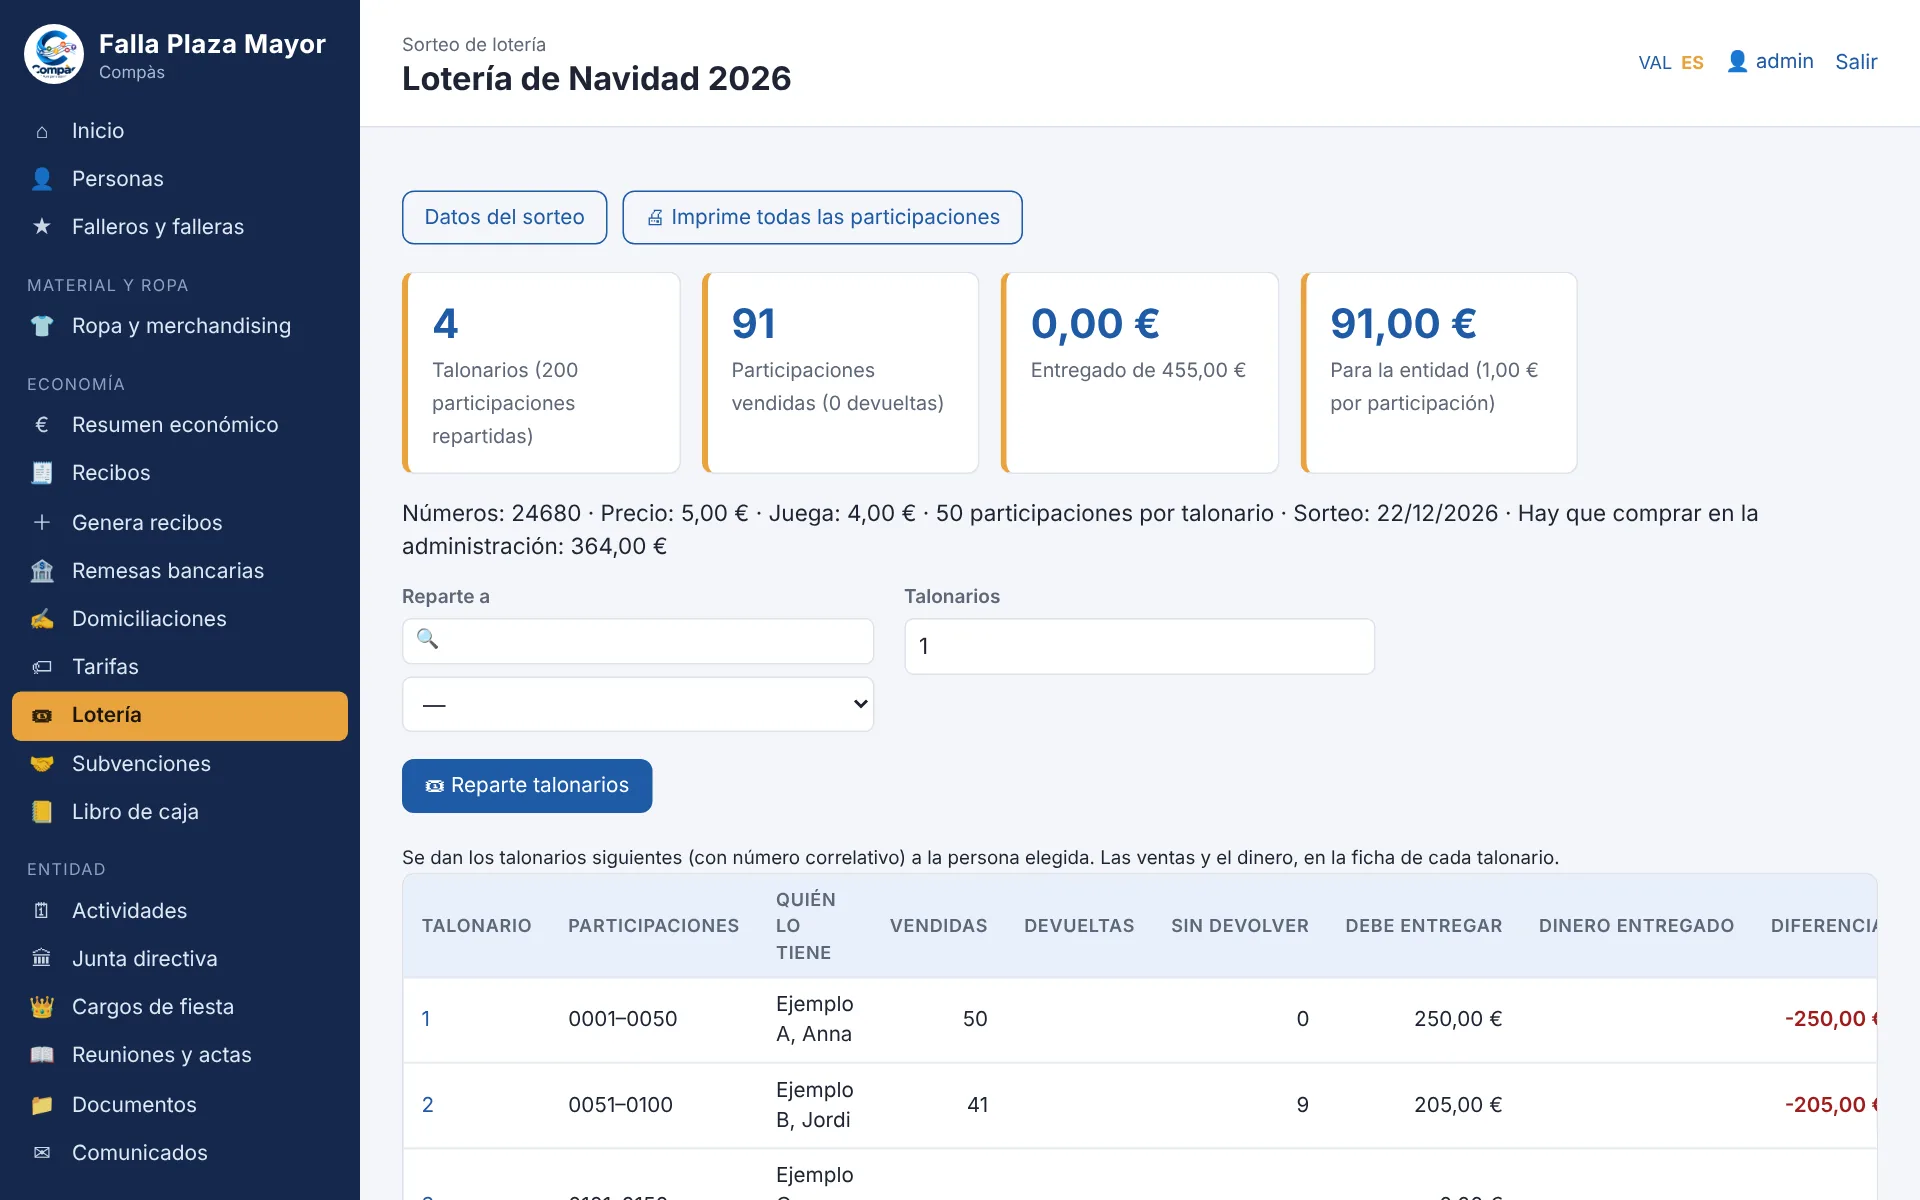 Falla Plaza Mayor
Compàs
Inicio
Personas
Falleros y falleras
MATERIAL Y ROPA
Ropa y merchandising
ECONOMÍA
Resumen económico
Recibos
Genera recibos
Remesas bancarias
Domiciliaciones
Tarifas
Lotería
Subvenciones
Libro de caja
ENTIDAD
Actividades
Junta directiva
Cargos de fiesta
Reuniones y actas
Documentos
Comunicados
Sorteo de lotería
Lotería de Navidad 2026
VAL ES admin Salir
Datos del sorteo
Imprime todas las participaciones
4
Talonarios (200
participaciones
repartidas)
91
Participaciones
vendidas (0 devueltas)
0,00 €
Entregado de 455,00 €
91,00 €
Para la entidad (1,00 €
por participación)
Números: 24680 · Precio: 5,00 € · Juega: 4,00 € · 50 participaciones por talonario · Sorteo: 22/12/2026 · Hay que comprar en la
administración: 364,00 €
Reparte a
Talonarios
1
—
Reparte talonarios
Se dan los talonarios siguientes (con número correlativo) a la persona elegida. Las ventas y el dinero, en la ficha de cada talonario.
TALONARIO PARTICIPACIONES QUIÉN LO TIENE VENDIDAS DEVUELTAS SIN DEVOLVER DEBE ENTREGAR DINERO ENTREGADO DIFERENCIA
1 0001–0050 Ejemplo A, Anna 50 0 250,00 € -250,00 €
2 0051–0100 Ejemplo B, Jordi 41 9 205,00 € -205,00 €
Ejemplo